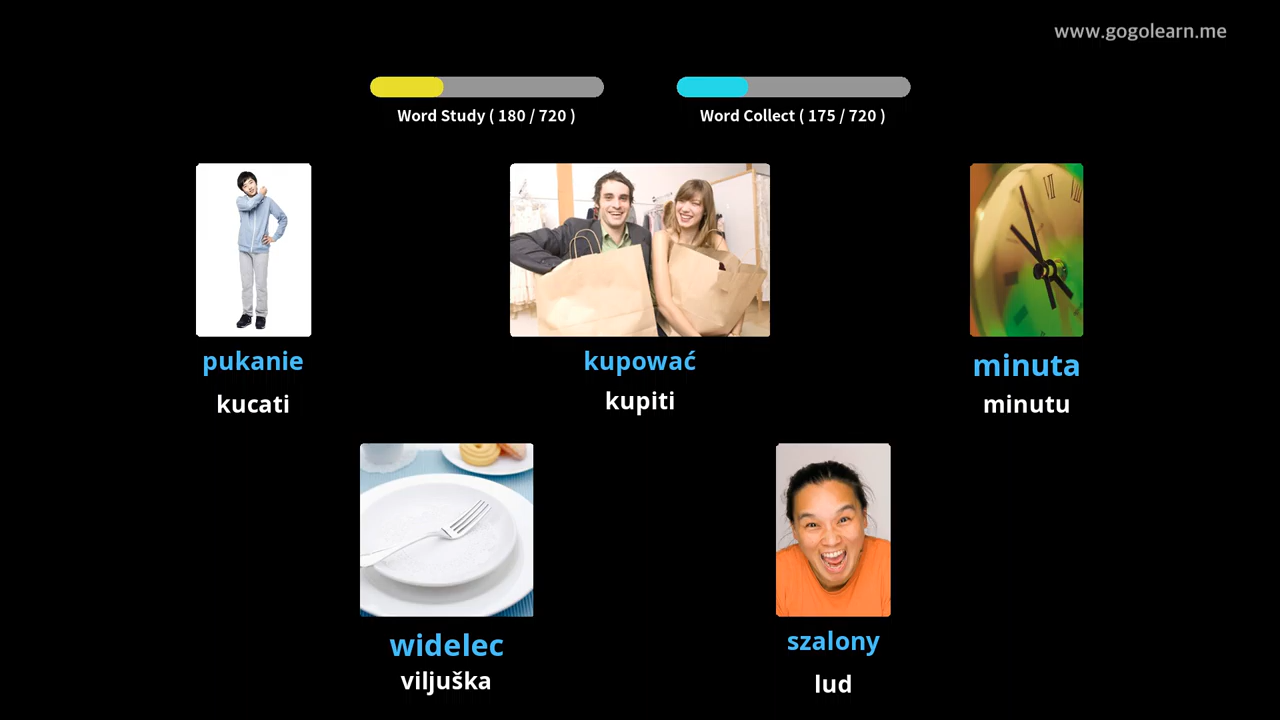 www.gogolearn.me
Word Study ( 180 / 720 )
Word Collect ( 175 / 720 )
pukanie
kucati
kupować
kupiti
minuta
minutu
widelec
viljuška
szalony
lud